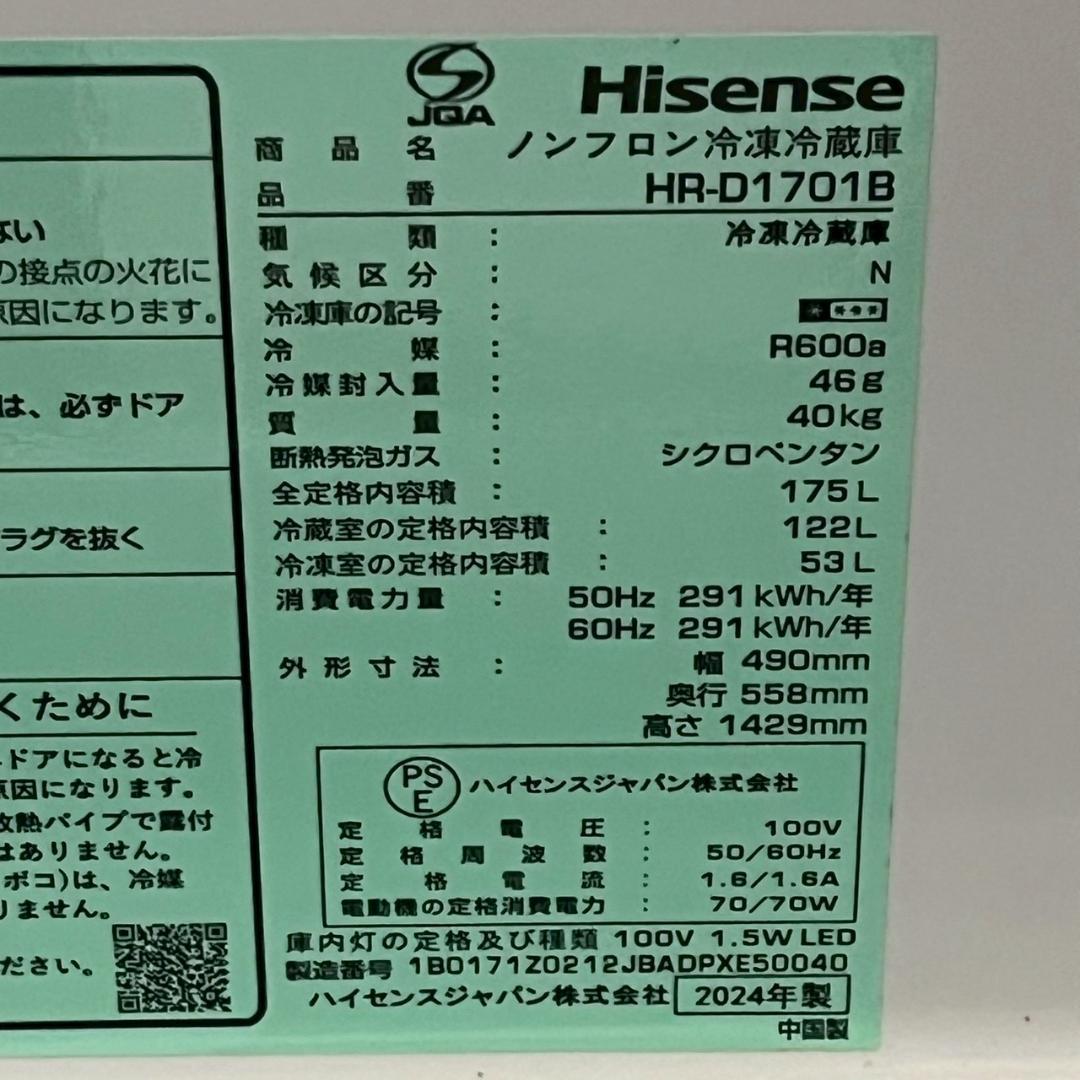 ない
の接点の火花に
原因になります。
は、必ずドア
ラグを抜く
くために
ドアになると冷
原因になります。
放熱パイプで露付
はありません。
ボコ)は、冷媒
りません。
ださい。
JQA
Hisense
商品名 ノンフロン冷凍冷蔵庫
品番 HR-D1701B
種類 : 冷凍冷蔵庫
気候区分 : N
冷凍庫の記号 :
冷媒 : R600a
冷媒封入量 : 46g
質量 : 40kg
断熱発泡ガス : シクロペンタン
全定格内容積 : 175L
冷蔵室の定格内容積 : 122L
冷凍室の定格内容積 : 53L
消費電力量 : 50Hz 291kWh/年
60Hz 291kWh/年
外形寸法 : 幅 490mm
奥行 558mm
高さ 1429mm
PSE ハイセンスジャパン株式会社
定格電圧 : 100V
定格周波数 : 50/60Hz
定格電流 : 1.6/1.6A
電動機の定格消費電力 : 70/70W
庫内灯の定格及び種類 100V 1.5W LED
製造番号 1B0171Z0212JBADPXE50040
ハイセンスジャパン株式会社 2024年製
中国製